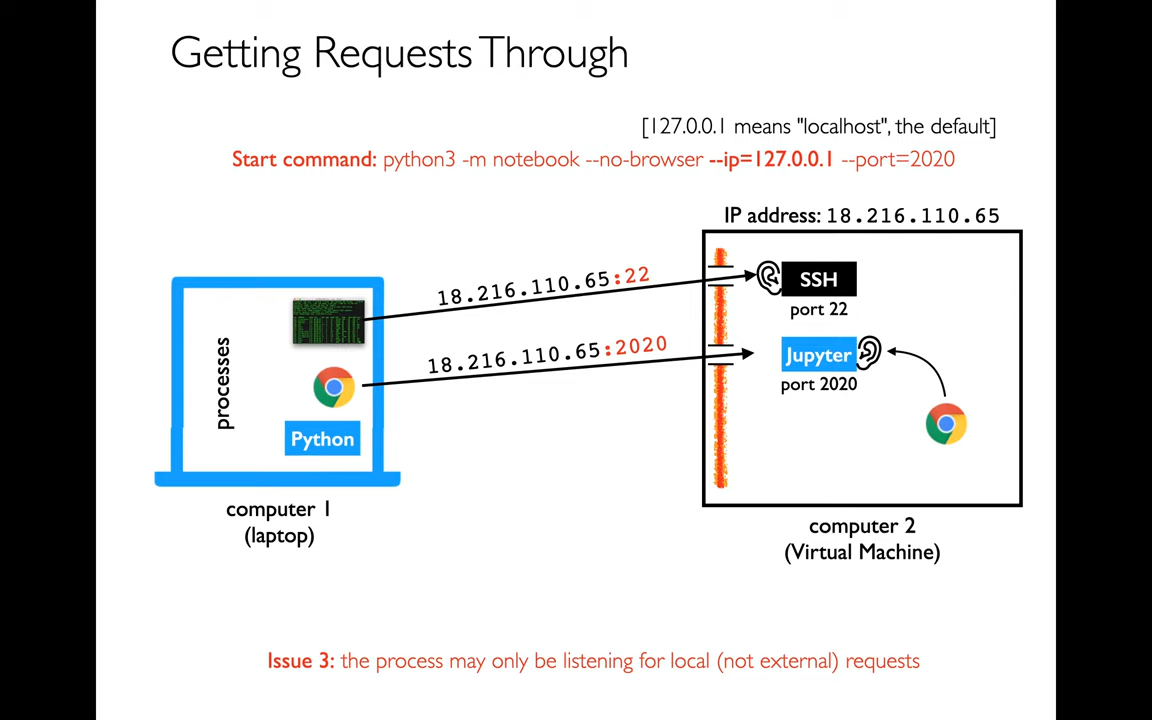 Getting Requests Through
[127.0.0.1 means "localhost", the default]
Start command: python3 -m notebook --no-browser --ip=127.0.0.1 --port=2020
IP address: 18.216.110.65
18.216.110.65:22
SSH
port 22
18.216.110.65:2020
Jupyter
port 2020
processes
Python
computer 1
(laptop)
computer 2
(Virtual Machine)
Issue 3: the process may only be listening for local (not external) requests